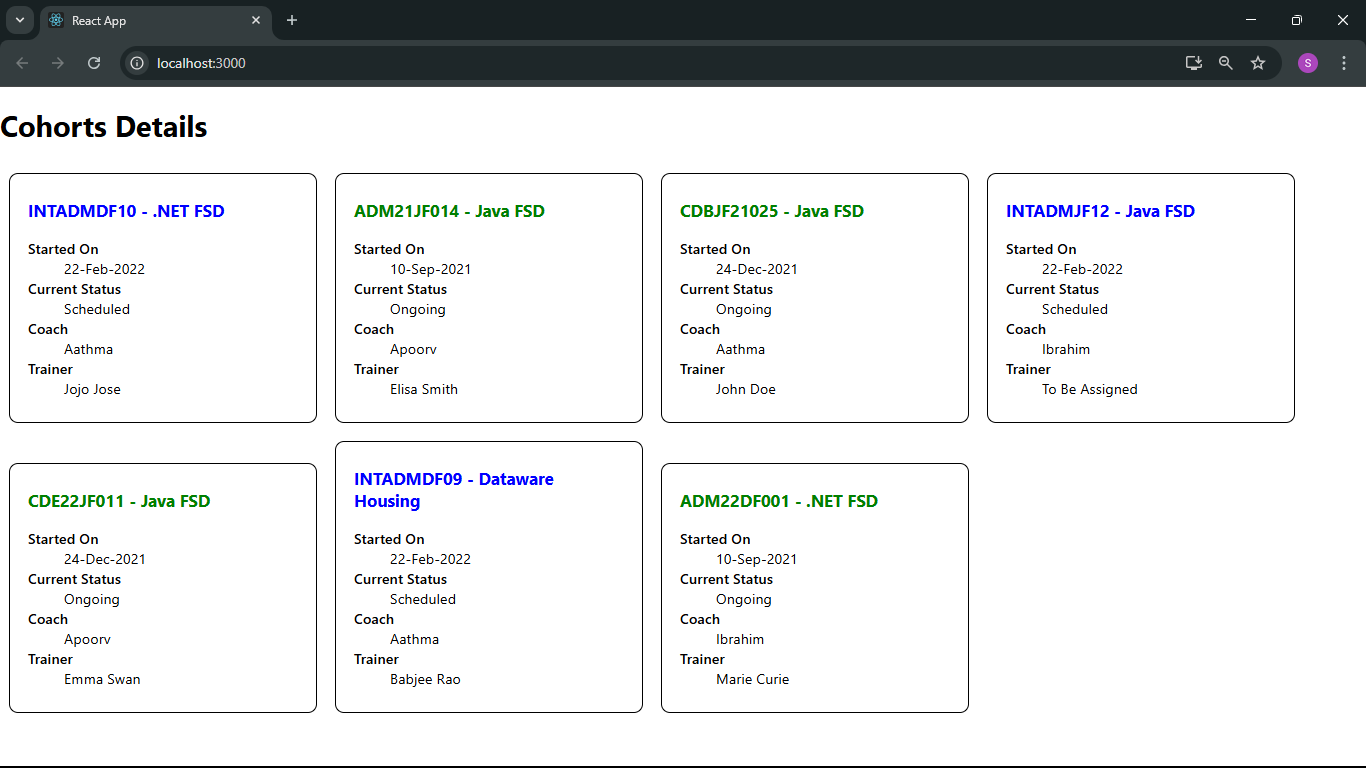 React App
localhost:3000
S
Cohorts Details
INTADMDF10 - .NET FSD
Started On
22-Feb-2022
Current Status
Scheduled
Coach
Aathma
Trainer
Jojo Jose
ADM21JF014 - Java FSD
Started On
10-Sep-2021
Current Status
Ongoing
Coach
Apoorv
Trainer
Elisa Smith
CDBJF21025 - Java FSD
Started On
24-Dec-2021
Current Status
Ongoing
Coach
Aathma
Trainer
John Doe
INTADMJF12 - Java FSD
Started On
22-Feb-2022
Current Status
Scheduled
Coach
Ibrahim
Trainer
To Be Assigned
CDE22JF011 - Java FSD
Started On
24-Dec-2021
Current Status
Ongoing
Coach
Apoorv
Trainer
Emma Swan
INTADMDF09 - Dataware
Housing
Started On
22-Feb-2022
Current Status
Scheduled
Coach
Aathma
Trainer
Babjee Rao
ADM22DF001 - .NET FSD
Started On
10-Sep-2021
Current Status
Ongoing
Coach
Ibrahim
Trainer
Marie Curie